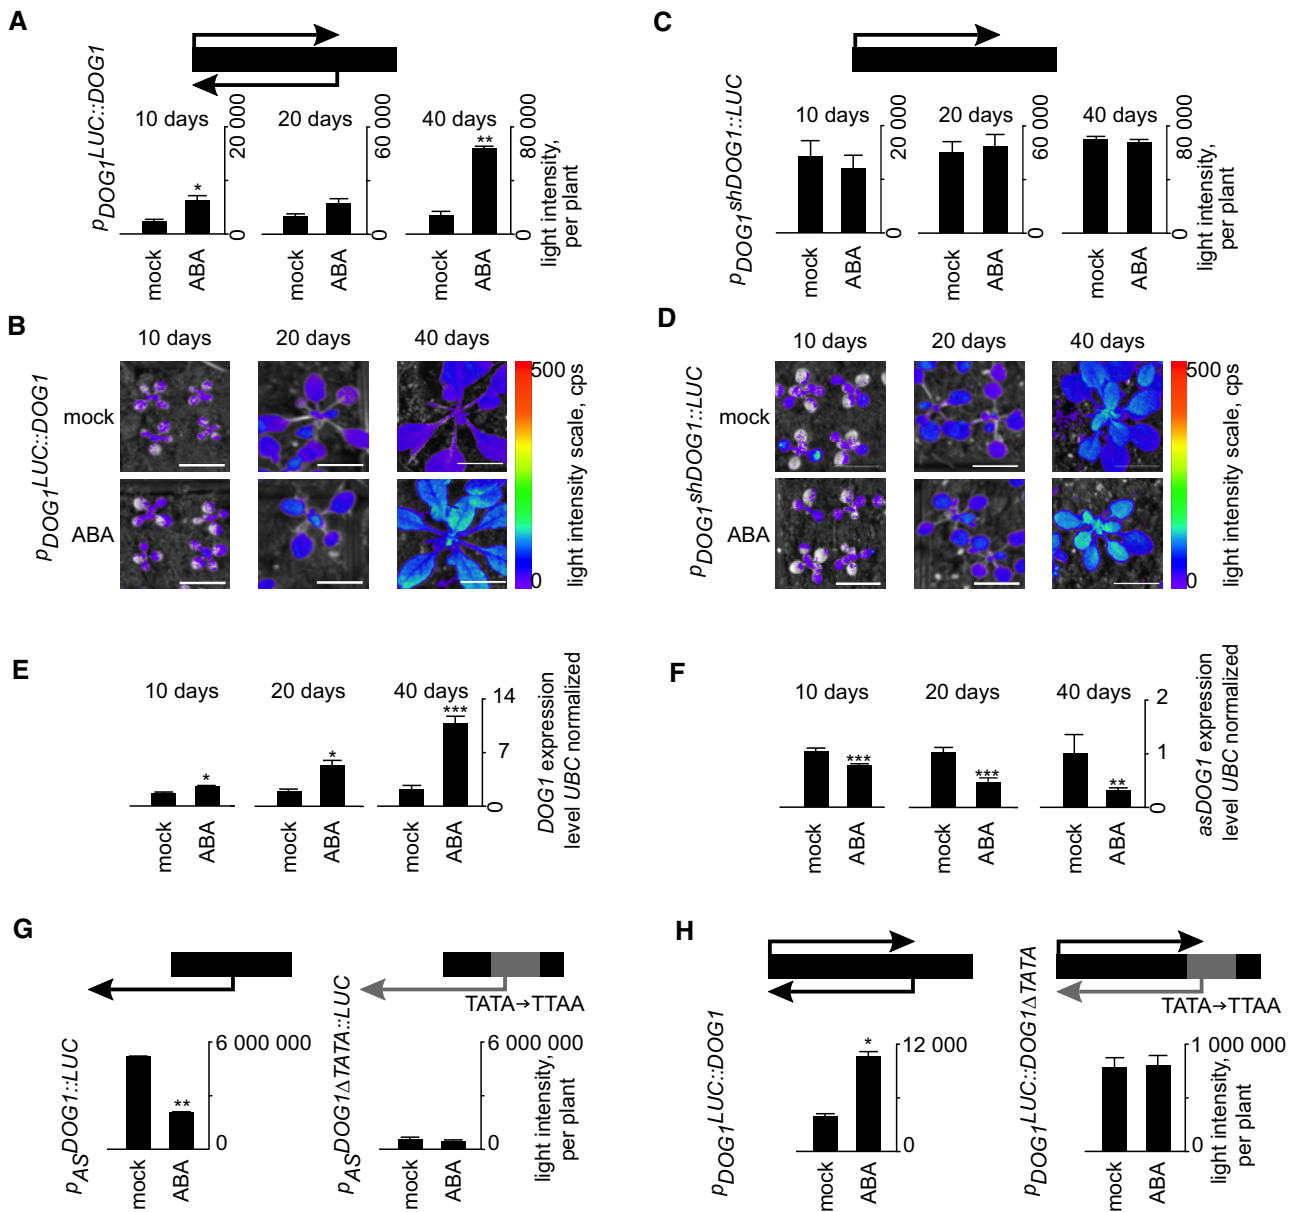 A
pDOG1LUC::DOG1
10 days
20 days
40 days
20 000
0
60 000
0
80 000
0
*
**
light intensity,
per plant
mock
ABA
mock
ABA
mock
ABA
C
pDOG1shDOG1::LUC
10 days
20 days
40 days
20 000
0
60 000
0
80 000
0
light intensity,
per plant
mock
ABA
mock
ABA
mock
ABA
B
pDOG1LUC::DOG1
10 days
20 days
40 days
mock
ABA
500
0
light intensity scale, cps
D
pDOG1shDOG1::LUC
10 days
20 days
40 days
mock
ABA
500
0
light intensity scale, cps
E
10 days
20 days
40 days
*
*
***
14
7
0
DOG1 expression
level UBC normalized
mock
ABA
mock
ABA
mock
ABA
F
10 days
20 days
40 days
***
***
**
2
1
0
asDOG1 expression
level UBC normalized
mock
ABA
mock
ABA
mock
ABA
G
pASDOG1::LUC
6 000 000
0
**
mock
ABA
pASDOG1ΔTATA::LUC
TATA→TTAA
6 000 000
0
light intensity,
per plant
mock
ABA
H
pDOG1LUC::DOG1
12 000
0
*
mock
ABA
pDOG1LUC::DOG1ΔTATA
TATA→TTAA
1 000 000
0
light intensity,
per plant
mock
ABA